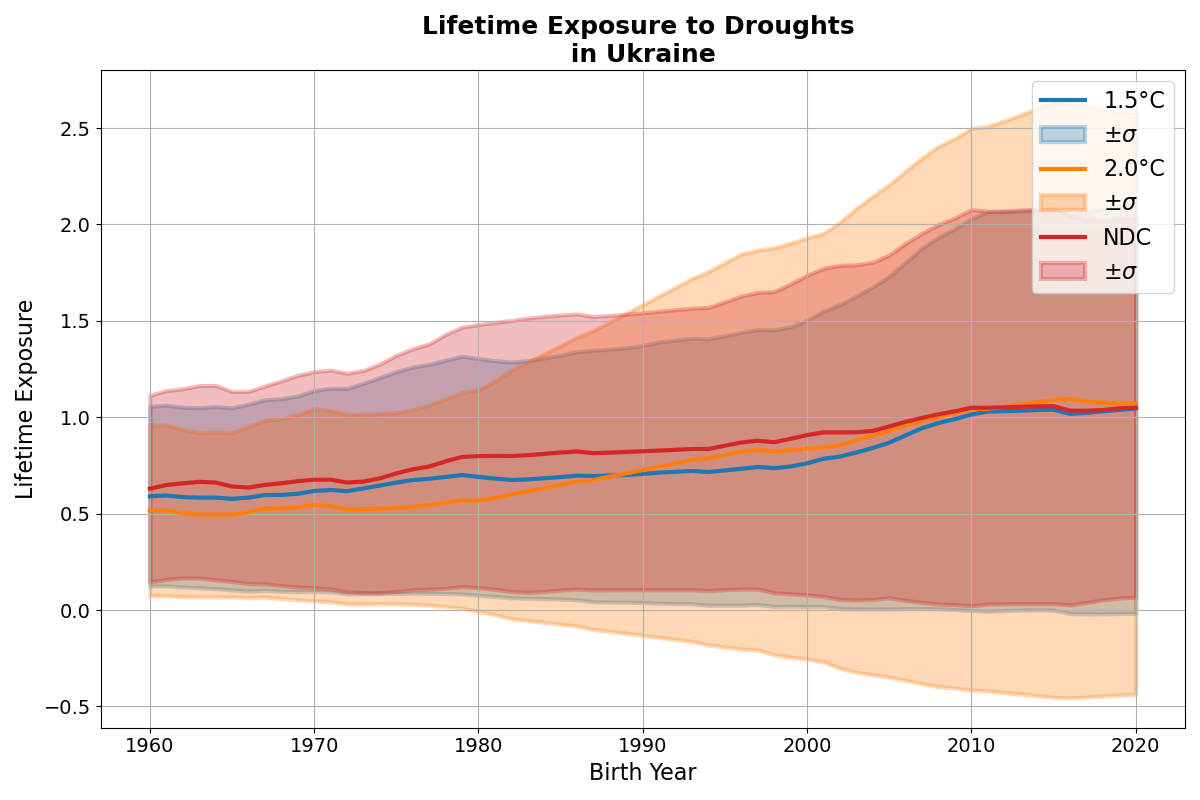 Lifetime Exposure to Droughts
in Ukraine
Lifetime Exposure
2.5
2.0
1.5
1.0
0.5
0.0
−0.5
1960
1970
1980
1990
2000
2010
2020
Birth Year
1.5°C
±σ
2.0°C
±σ
NDC
±σ